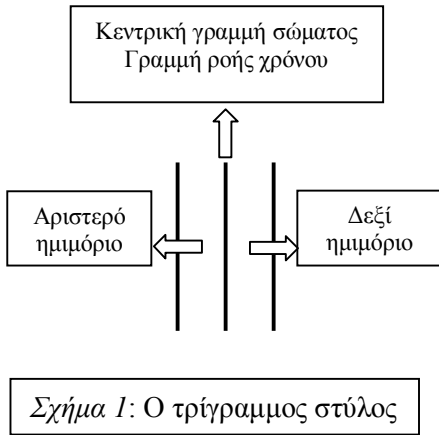 Κεντρική γραμμή σώματος
Γραμμή ροής χρόνου
Αριστερό
ημιμόριο
Δεξί
ημιμόριο
Σχήμα 1: Ο τρίγραμμος στύλος